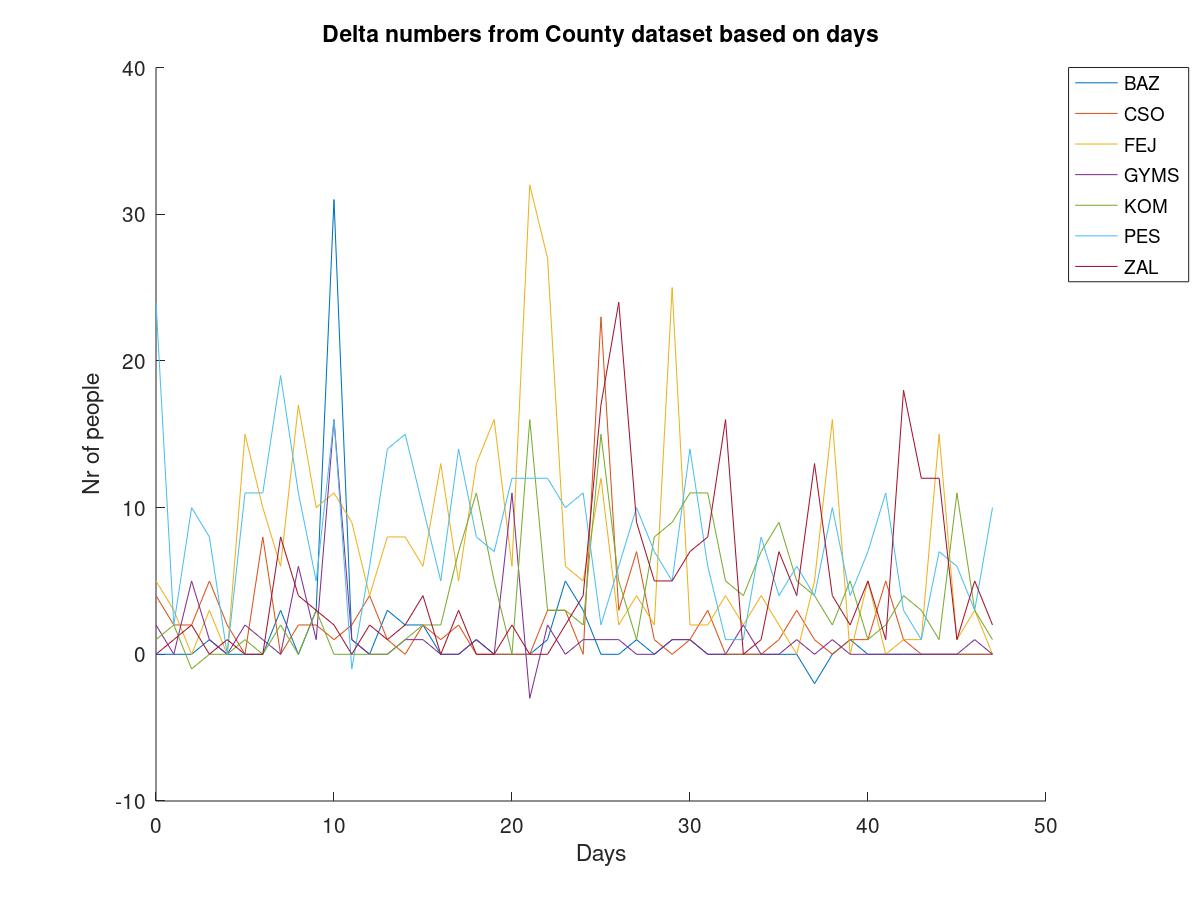 Delta numbers from County dataset based on days
40
30
20
10
0
-10
Nr of people
0 10 20 30 40 50
Days
BAZ
CSO
FEJ
GYMS
KOM
PES
ZAL